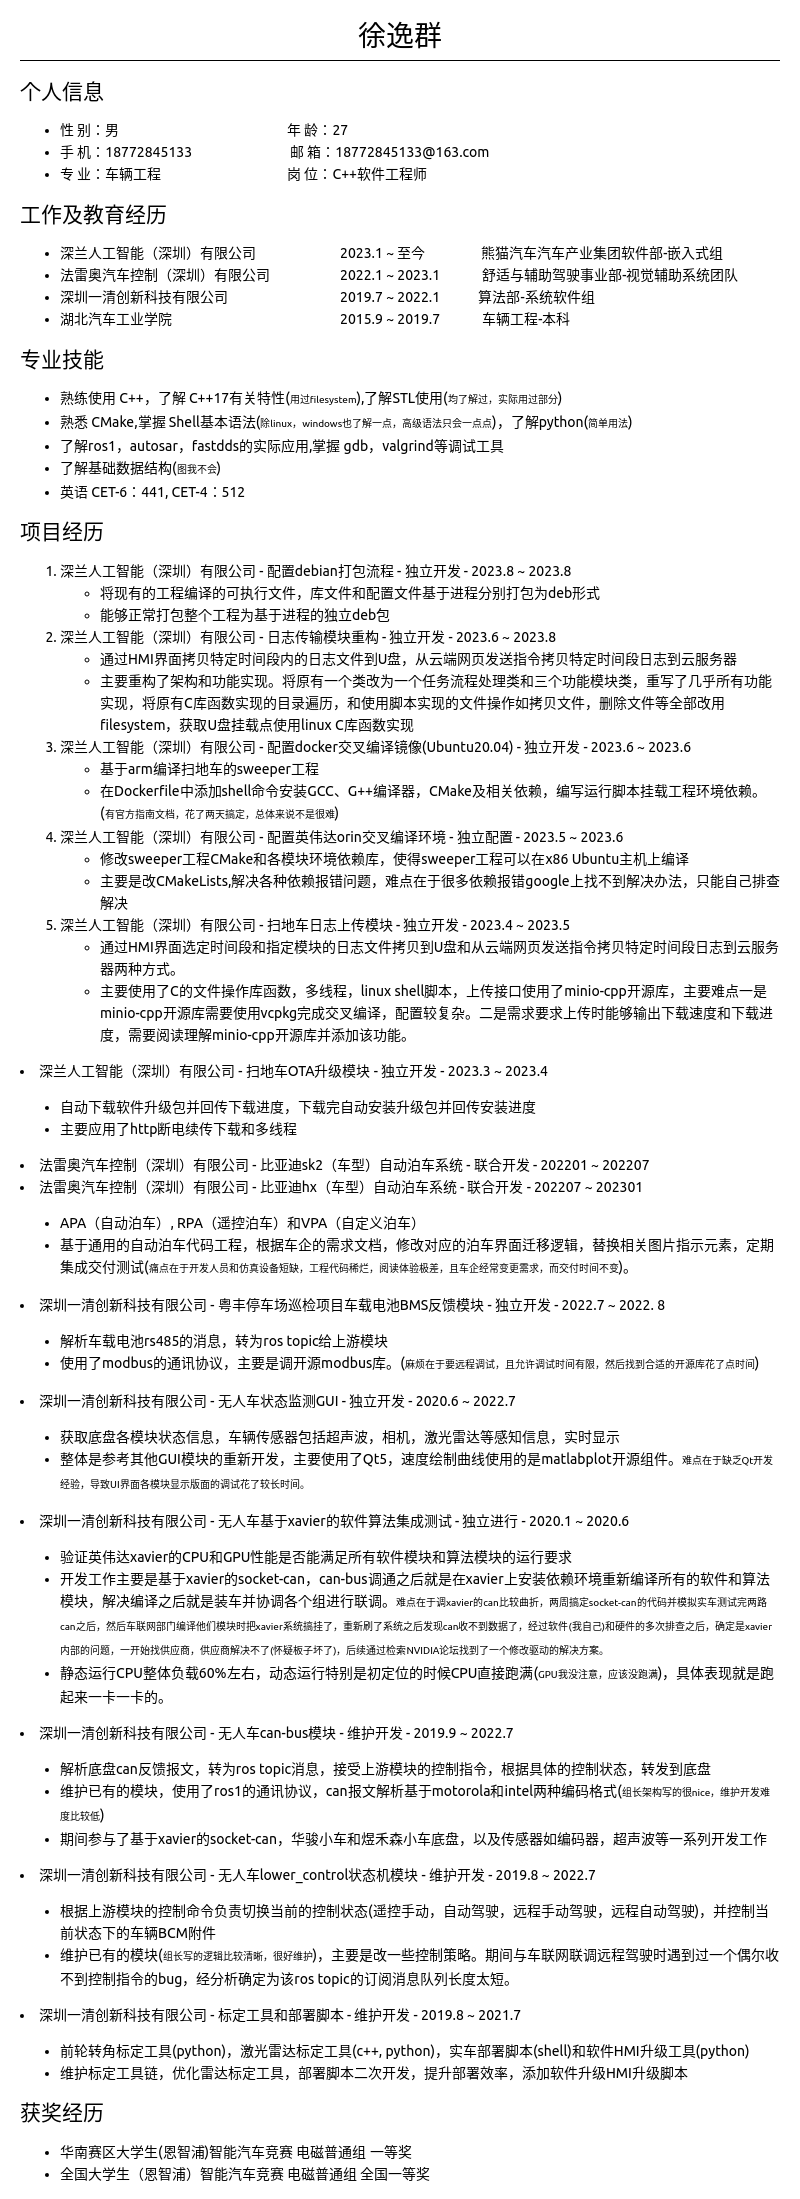 徐逸群
个人信息
• 性 别：男 年 龄：27
• 手 机：18772845133 邮 箱：18772845133@163.com
• 专 业：车辆工程 岗 位：C++软件工程师
工作及教育经历
• 深兰人工智能（深圳）有限公司 2023.1 ~ 至今 熊猫汽车汽车产业集团软件部-嵌入式组
• 法雷奥汽车控制（深圳）有限公司 2022.1 ~ 2023.1 舒适与辅助驾驶事业部-视觉辅助系统团队
• 深圳一清创新科技有限公司 2019.7 ~ 2022.1 算法部-系统软件组
• 湖北汽车工业学院 2015.9 ~ 2019.7 车辆工程-本科
专业技能
• 熟练使用 C++，了解 C++17有关特性(用过filesystem),了解STL使用(均了解过，实际用过部分)
• 熟悉 CMake,掌握 Shell基本语法(除linux，windows也了解一点，高级语法只会一点点)，了解python(简单用法)
• 了解ros1，autosar，fastdds的实际应用,掌握 gdb，valgrind等调试工具
• 了解基础数据结构(图我不会)
• 英语 CET-6：441, CET-4：512
项目经历
1. 深兰人工智能（深圳）有限公司 - 配置debian打包流程 - 独立开发 - 2023.8 ~ 2023.8
◦ 将现有的工程编译的可执行文件，库文件和配置文件基于进程分别打包为deb形式
◦ 能够正常打包整个工程为基于进程的独立deb包
2. 深兰人工智能（深圳）有限公司 - 日志传输模块重构 - 独立开发 - 2023.6 ~ 2023.8
◦ 通过HMI界面拷贝特定时间段内的日志文件到U盘，从云端网页发送指令拷贝特定时间段日志到云服务器
◦ 主要重构了架构和功能实现。将原有一个类改为一个任务流程处理类和三个功能模块类，重写了几乎所有功能
实现，将原有C库函数实现的目录遍历，和使用脚本实现的文件操作如拷贝文件，删除文件等全部改用
filesystem，获取U盘挂载点使用linux C库函数实现
3. 深兰人工智能（深圳）有限公司 - 配置docker交叉编译镜像(Ubuntu20.04) - 独立开发 - 2023.6 ~ 2023.6
◦ 基于arm编译扫地车的sweeper工程
◦ 在Dockerfile中添加shell命令安装GCC、G++编译器，CMake及相关依赖，编写运行脚本挂载工程环境依赖。
(有官方指南文档，花了两天搞定，总体来说不是很难)
4. 深兰人工智能（深圳）有限公司 - 配置英伟达orin交叉编译环境 - 独立配置 - 2023.5 ~ 2023.6
◦ 修改sweeper工程CMake和各模块环境依赖库，使得sweeper工程可以在x86 Ubuntu主机上编译
◦ 主要是改CMakeLists,解决各种依赖报错问题，难点在于很多依赖报错google上找不到解决办法，只能自己排查
解决
5. 深兰人工智能（深圳）有限公司 - 扫地车日志上传模块 - 独立开发 - 2023.4 ~ 2023.5
◦ 通过HMI界面选定时间段和指定模块的日志文件拷贝到U盘和从云端网页发送指令拷贝特定时间段日志到云服务
器两种方式。
◦ 主要使用了C的文件操作库函数，多线程，linux shell脚本，上传接口使用了minio-cpp开源库，主要难点一是
minio-cpp开源库需要使用vcpkg完成交叉编译，配置较复杂。二是需求要求上传时能够输出下载速度和下载进
度，需要阅读理解minio-cpp开源库并添加该功能。
• 深兰人工智能（深圳）有限公司 - 扫地车OTA升级模块 - 独立开发 - 2023.3 ~ 2023.4
• 自动下载软件升级包并回传下载进度，下载完自动安装升级包并回传安装进度
• 主要应用了http断电续传下载和多线程
• 法雷奥汽车控制（深圳）有限公司 - 比亚迪sk2（车型）自动泊车系统 - 联合开发 - 202201 ~ 202207
• 法雷奥汽车控制（深圳）有限公司 - 比亚迪hx（车型）自动泊车系统 - 联合开发 - 202207 ~ 202301
• APA（自动泊车）, RPA（遥控泊车）和VPA（自定义泊车）
• 基于通用的自动泊车代码工程，根据车企的需求文档，修改对应的泊车界面迁移逻辑，替换相关图片指示元素，定期
集成交付测试(痛点在于开发人员和仿真设备短缺，工程代码稀烂，阅读体验极差，且车企经常变更需求，而交付时间不变)。
• 深圳一清创新科技有限公司 - 粤丰停车场巡检项目车载电池BMS反馈模块 - 独立开发 - 2022.7 ~ 2022. 8
• 解析车载电池rs485的消息，转为ros topic给上游模块
• 使用了modbus的通讯协议，主要是调开源modbus库。(麻烦在于要远程调试，且允许调试时间有限，然后找到合适的开源库花了点时间)
• 深圳一清创新科技有限公司 - 无人车状态监测GUI - 独立开发 - 2020.6 ~ 2022.7
• 获取底盘各模块状态信息，车辆传感器包括超声波，相机，激光雷达等感知信息，实时显示
• 整体是参考其他GUI模块的重新开发，主要使用了Qt5，速度绘制曲线使用的是matlabplot开源组件。难点在于缺乏Qt开发
经验，导致UI界面各模块显示版面的调试花了较长时间。
• 深圳一清创新科技有限公司 - 无人车基于xavier的软件算法集成测试 - 独立进行 - 2020.1 ~ 2020.6
• 验证英伟达xavier的CPU和GPU性能是否能满足所有软件模块和算法模块的运行要求
• 开发工作主要是基于xavier的socket-can，can-bus调通之后就是在xavier上安装依赖环境重新编译所有的软件和算法
模块，解决编译之后就是装车并协调各个组进行联调。难点在于调xavier的can比较曲折，两周搞定socket-can的代码并模拟实车测试完两路
can之后，然后车联网部门编译他们模块时把xavier系统搞挂了，重新刷了系统之后发现can收不到数据了，经过软件(我自己)和硬件的多次排查之后，确定是xavier
内部的问题，一开始找供应商，供应商解决不了(怀疑板子坏了)，后续通过检索NVIDIA论坛找到了一个修改驱动的解决方案。
• 静态运行CPU整体负载60%左右，动态运行特别是初定位的时候CPU直接跑满(GPU我没注意，应该没跑满)，具体表现就是跑
起来一卡一卡的。
• 深圳一清创新科技有限公司 - 无人车can-bus模块 - 维护开发 - 2019.9 ~ 2022.7
• 解析底盘can反馈报文，转为ros topic消息，接受上游模块的控制指令，根据具体的控制状态，转发到底盘
• 维护已有的模块，使用了ros1的通讯协议，can报文解析基于motorola和intel两种编码格式(组长架构写的很nice，维护开发难
度比较低)
• 期间参与了基于xavier的socket-can，华骏小车和煜禾森小车底盘，以及传感器如编码器，超声波等一系列开发工作
• 深圳一清创新科技有限公司 - 无人车lower_control状态机模块 - 维护开发 - 2019.8 ~ 2022.7
• 根据上游模块的控制命令负责切换当前的控制状态(遥控手动，自动驾驶，远程手动驾驶，远程自动驾驶)，并控制当
前状态下的车辆BCM附件
• 维护已有的模块(组长写的逻辑比较清晰，很好维护)，主要是改一些控制策略。期间与车联网联调远程驾驶时遇到过一个偶尔收
不到控制指令的bug，经分析确定为该ros topic的订阅消息队列长度太短。
• 深圳一清创新科技有限公司 - 标定工具和部署脚本 - 维护开发 - 2019.8 ~ 2021.7
• 前轮转角标定工具(python)，激光雷达标定工具(c++, python)，实车部署脚本(shell)和软件HMI升级工具(python)
• 维护标定工具链，优化雷达标定工具，部署脚本二次开发，提升部署效率，添加软件升级HMI升级脚本
获奖经历
• 华南赛区大学生(恩智浦)智能汽车竞赛 电磁普通组 一等奖
• 全国大学生（恩智浦）智能汽车竞赛 电磁普通组 全国一等奖